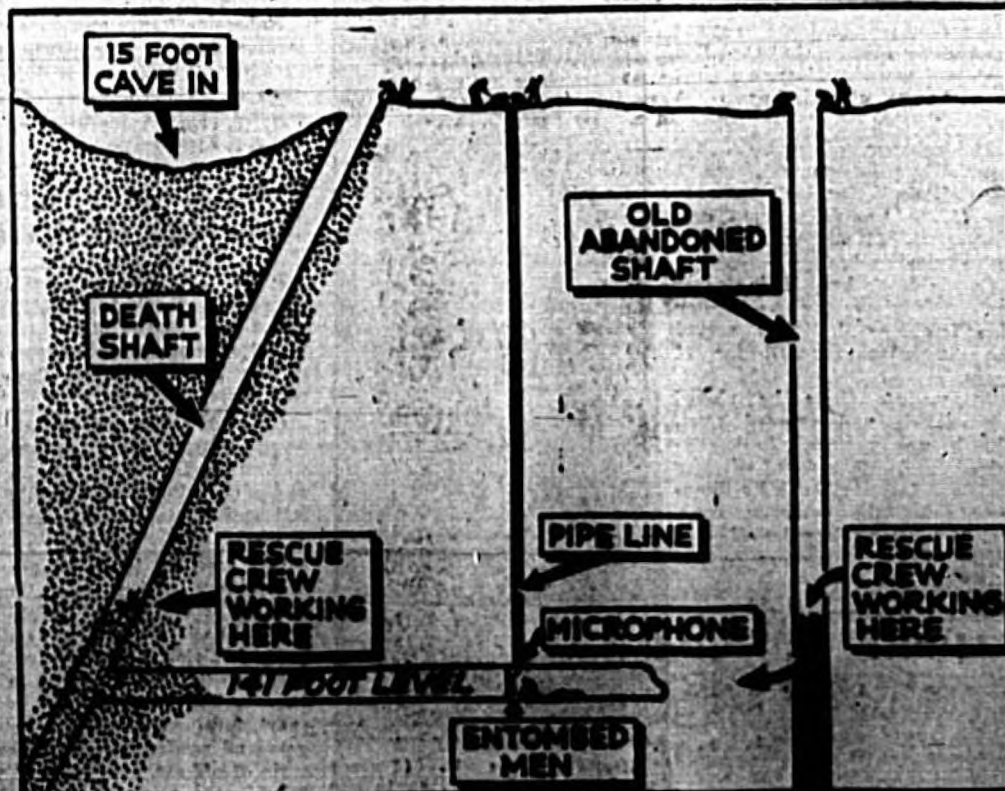 15 FOOT
CAVE IN
OLD
ABANDONED
SHAFT
DEATH
SHAFT
RESCUE
CREW
WORKING
HERE
PIPE LINE
MICROPHONE
RESCUE
CREW
WORKING
HERE
141 FOOT LEVEL
ENTOMBED
MEN